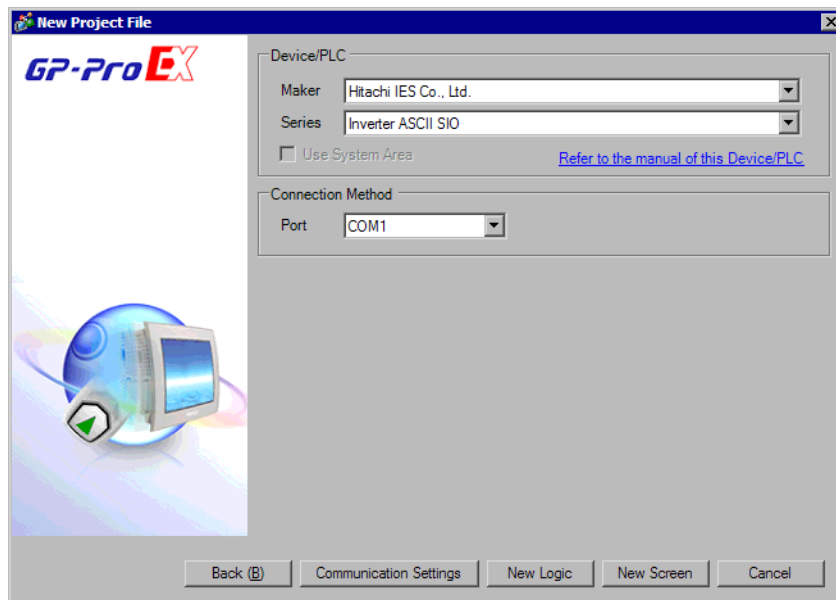 New Project File
GP-Pro EX
Device/PLC
Maker Hitachi IES Co., Ltd.
Series Inverter ASCII SIO
Use System Area Refer to the manual of this Device/PLC
Connection Method
Port COM1
Back (B) Communication Settings New Logic New Screen Cancel